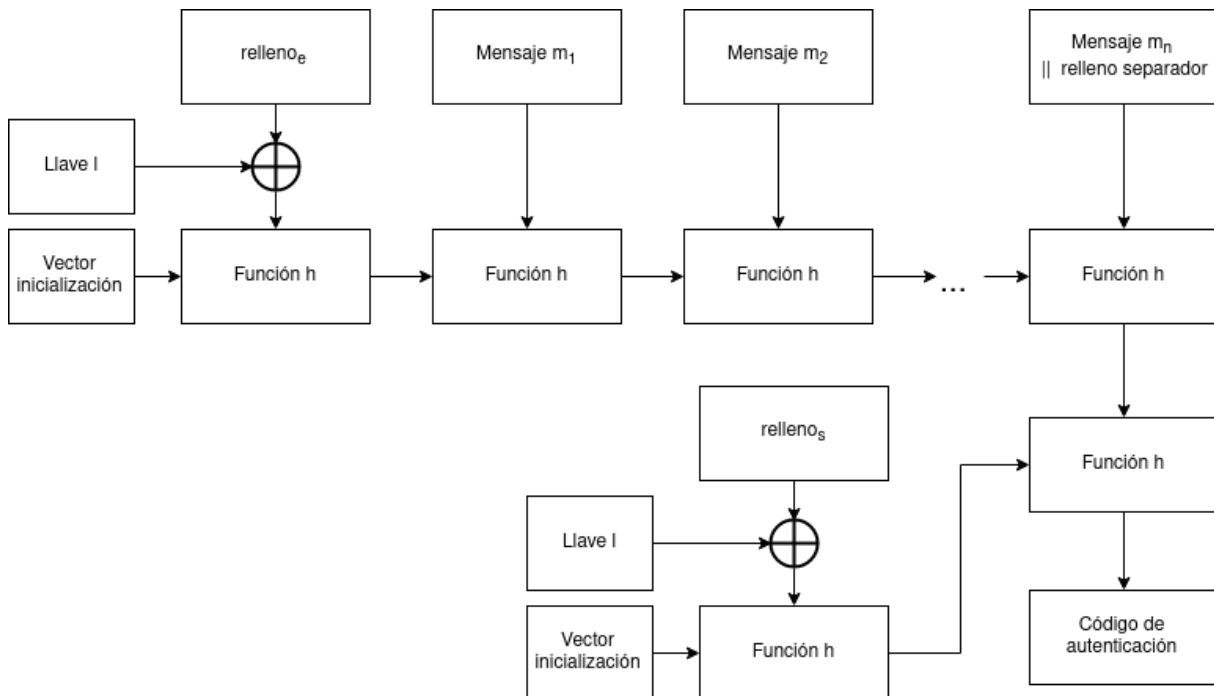 relleno_e
Mensaje m_1
Mensaje m_2
Mensaje m_n
|| relleno separador
Llave l
Vector
inicialización
Función h
Función h
Función h
...
Función h
relleno_s
Función h
Llave l
Vector
inicialización
Función h
Código de
autenticación